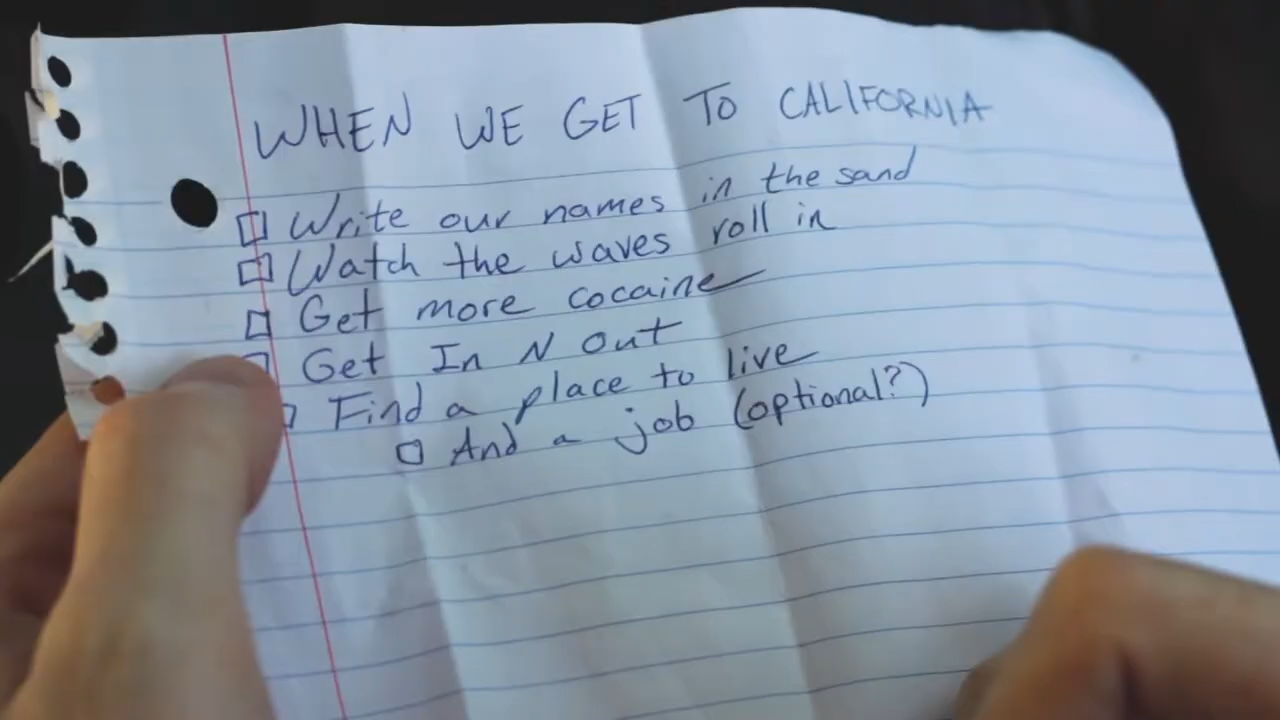 WHEN WE GET TO CALIFORNIA
Write our names in the sand
Watch the waves roll in
Get more cocaine
Get In N Out
Find a place to live
And a job (optional?)